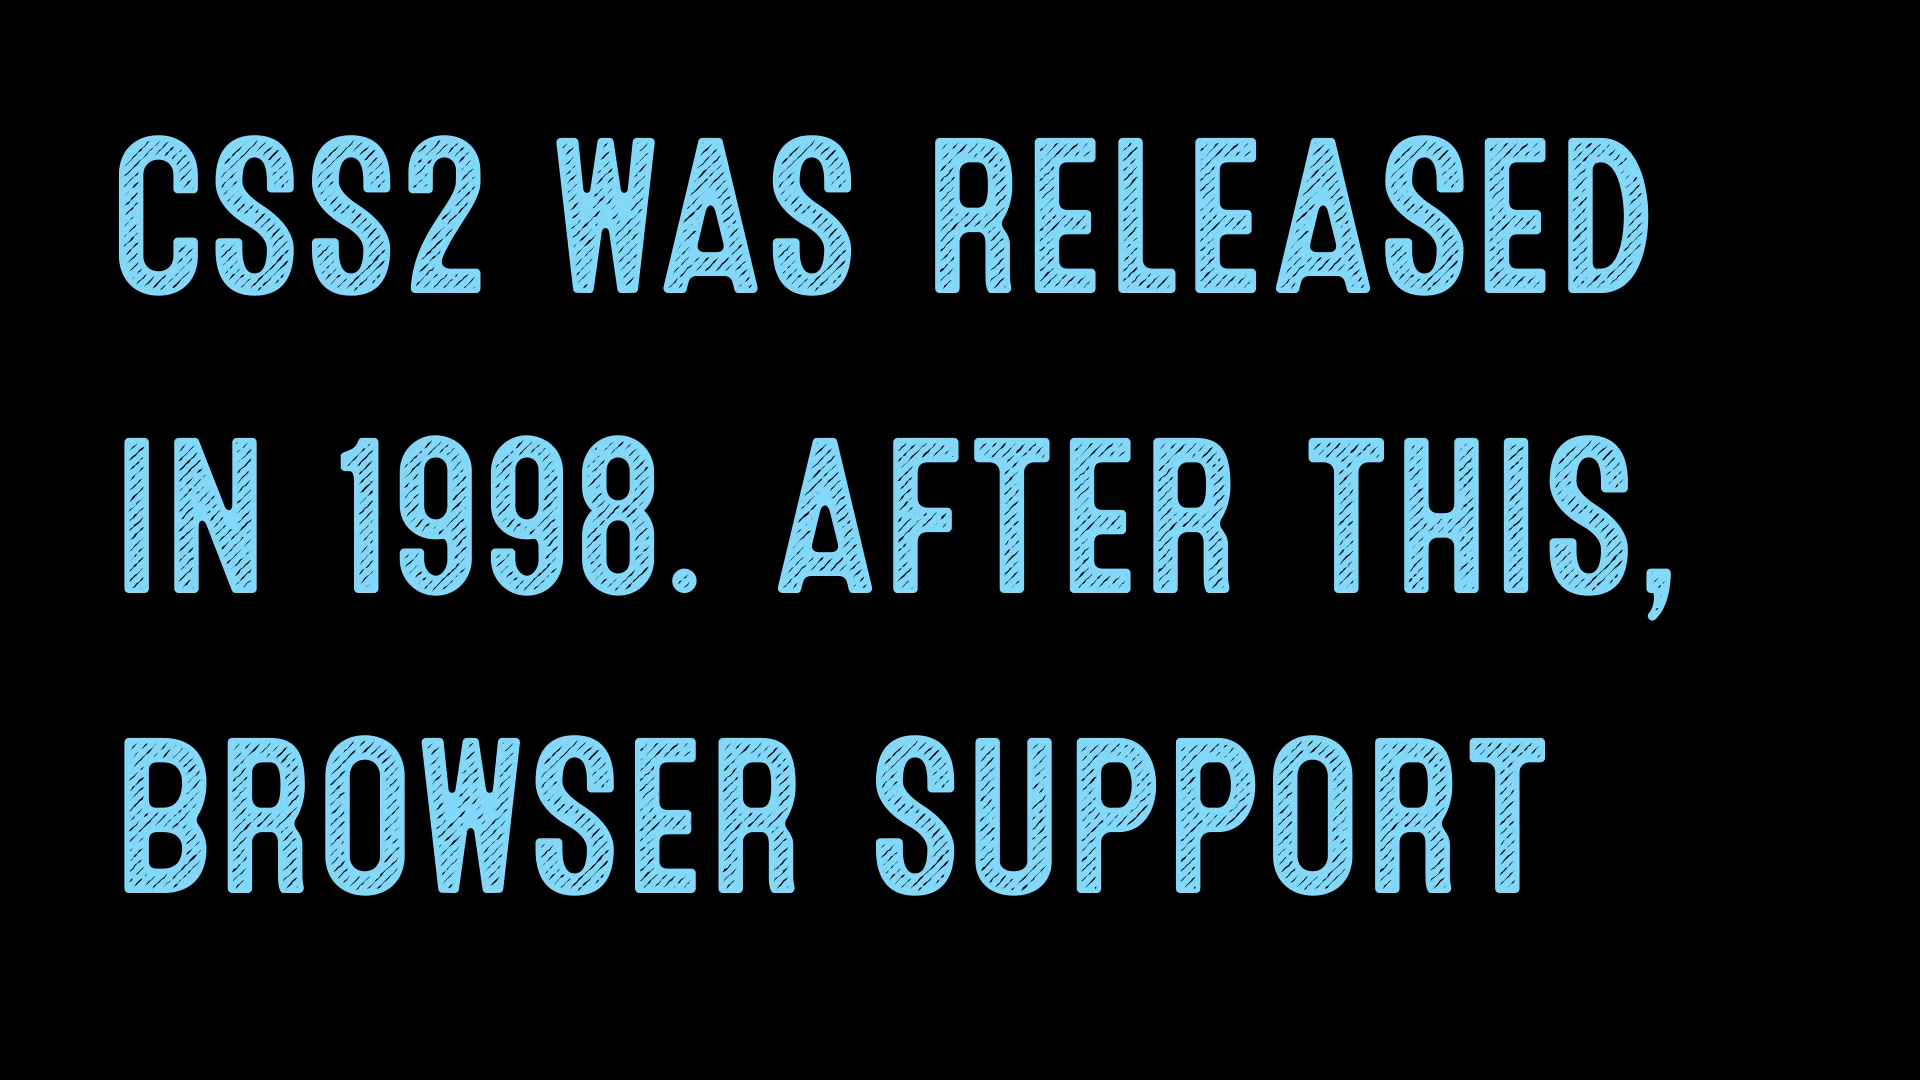 CSS2 WAS RELEASED
IN 1998. AFTER THIS,
BROWSER SUPPORT